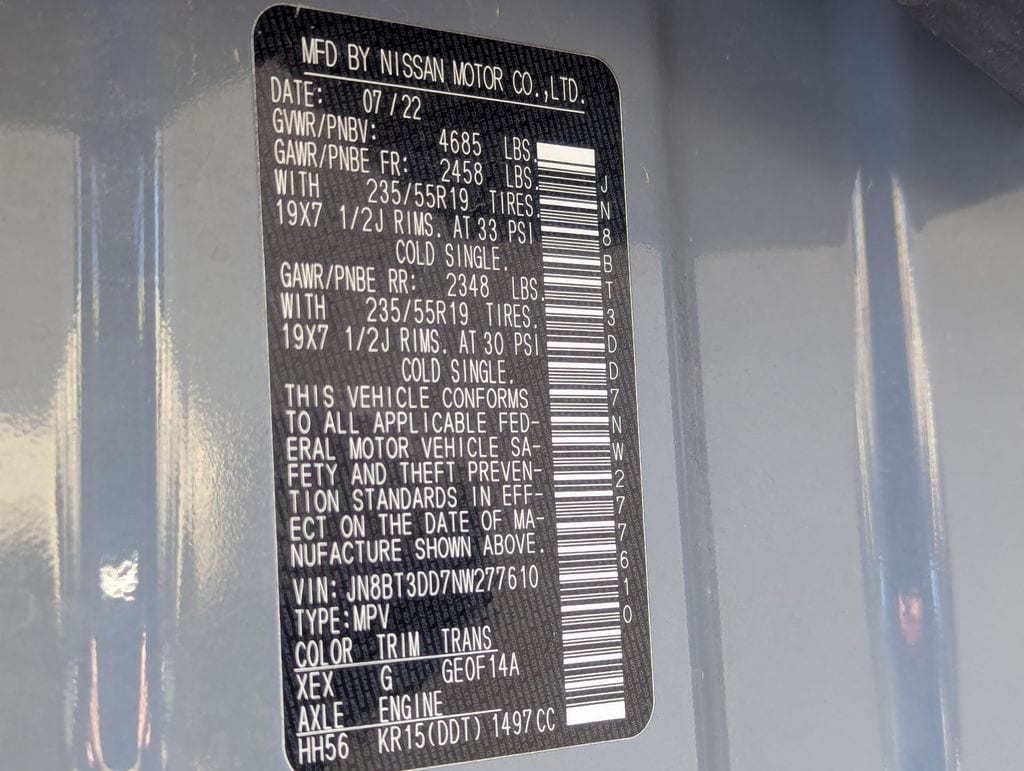 MFD BY NISSAN MOTOR CO.,LTD.
DATE: 07/22
GVWR/PNBV: 4685 LBS.
GAWR/PNBE FR: 2458 LBS.
WITH 235/55R19 TIRES.
19X7 1/2J RIMS. AT 33 PSI
COLD SINGLE.
GAWR/PNBE RR: 2348 LBS.
WITH 235/55R19 TIRES.
19X7 1/2J RIMS. AT 30 PSI
COLD SINGLE.
THIS VEHICLE CONFORMS
TO ALL APPLICABLE FED-
ERAL MOTOR VEHICLE SA-
FETY AND THEFT PREVEN-
TION STANDARDS IN EFF-
ECT ON THE DATE OF MA-
NUFACTURE SHOWN ABOVE.
VIN: JN8BT3DD7NW277610
TYPE:MPV
COLOR TRIM TRANS
XEX G GEOF14A
AXLE ENGINE
HH56 KR15(DDT) 1497CC
JN8BT3DD7NW277610